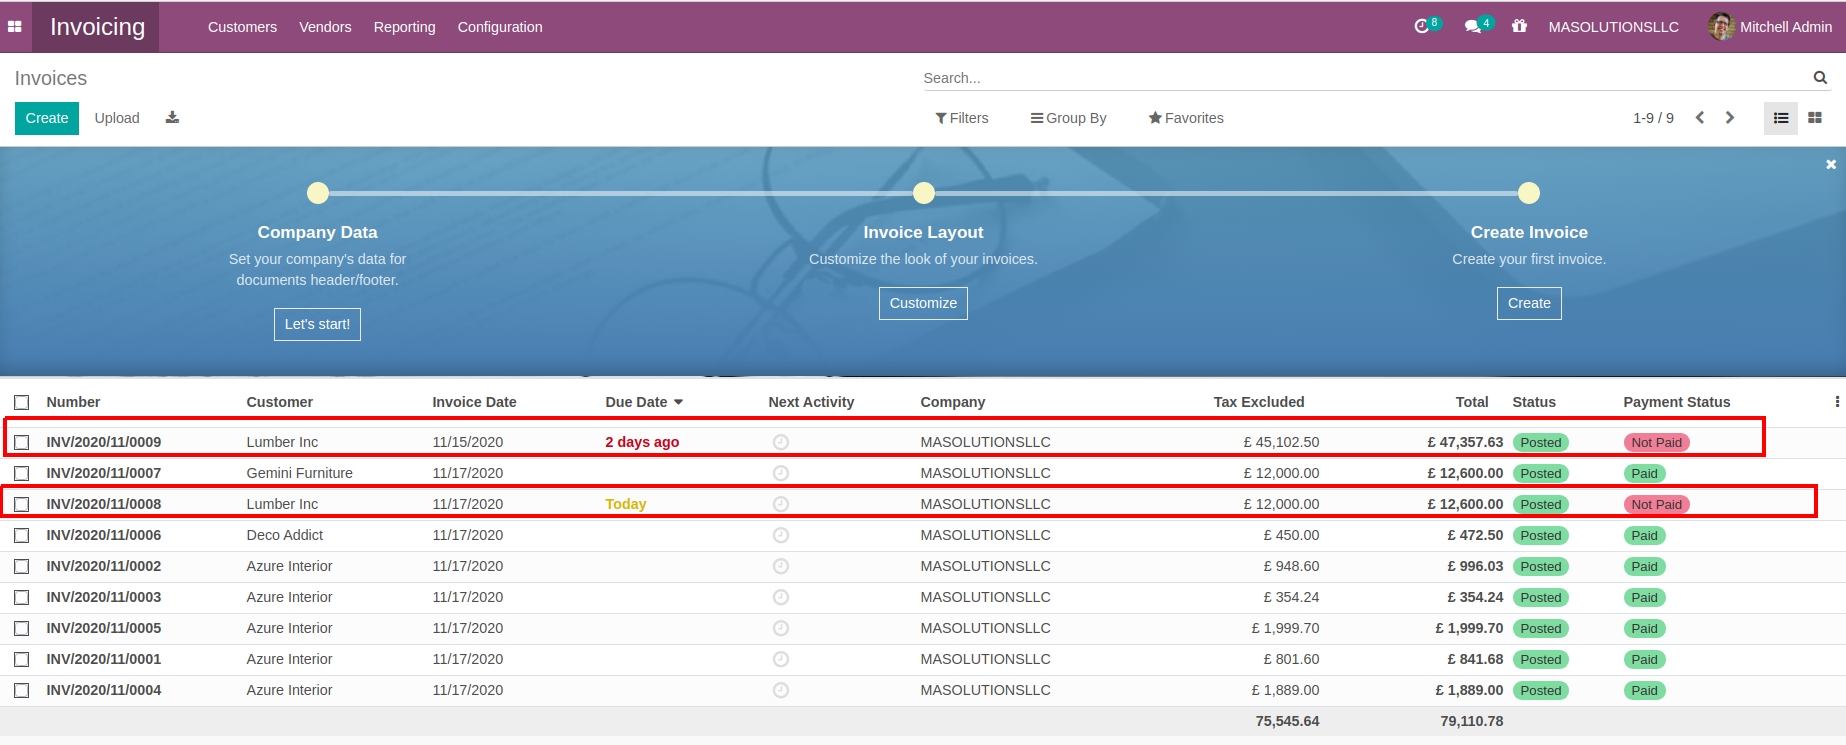 Invoicing Customers Vendors Reporting Configuration 8 4 MASOLUTIONSLLC Mitchell Admin
Invoices Search...
Create Upload Filters Group By Favorites 1-9 / 9
Company Data Invoice Layout Create Invoice
Set your company's data for Customize the look of your invoices. Create your first invoice.
documents header/footer.
Customize Create
Let's start!
Number Customer Invoice Date Due Date Next Activity Company Tax Excluded Total Status Payment Status
INV/2020/11/0009 Lumber Inc 11/15/2020 2 days ago MASOLUTIONSLLC £ 45,102.50 £ 47,357.63 Posted Not Paid
INV/2020/11/0007 Gemini Furniture 11/17/2020 MASOLUTIONSLLC £ 12,000.00 £ 12,600.00 Posted Paid
INV/2020/11/0008 Lumber Inc 11/17/2020 Today MASOLUTIONSLLC £ 12,000.00 £ 12,600.00 Posted Not Paid
INV/2020/11/0006 Deco Addict 11/17/2020 MASOLUTIONSLLC £ 450.00 £ 472.50 Posted Paid
INV/2020/11/0002 Azure Interior 11/17/2020 MASOLUTIONSLLC £ 948.60 £ 996.03 Posted Paid
INV/2020/11/0003 Azure Interior 11/17/2020 MASOLUTIONSLLC £ 354.24 £ 354.24 Posted Paid
INV/2020/11/0005 Azure Interior 11/17/2020 MASOLUTIONSLLC £ 1,999.70 £ 1,999.70 Posted Paid
INV/2020/11/0001 Azure Interior 11/17/2020 MASOLUTIONSLLC £ 801.60 £ 841.68 Posted Paid
INV/2020/11/0004 Azure Interior 11/17/2020 MASOLUTIONSLLC £ 1,889.00 £ 1,889.00 Posted Paid
75,545.64 79,110.78